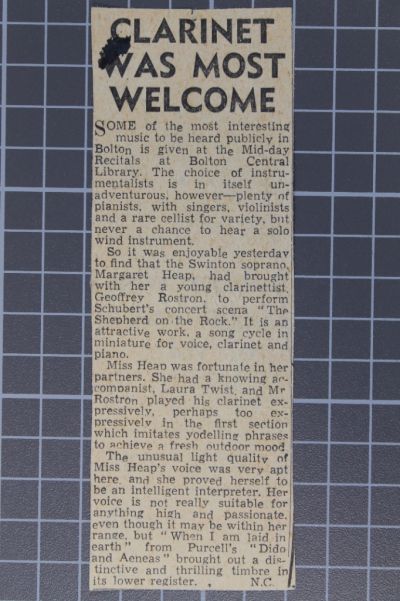 CLARINET
WAS MOST
WELCOME
SOME of the most interesting
music to be heard publicly in
Bolton is given at the Mid-day
Recitals at Bolton Central
Library. The choice of instru-
mentalists is in itself un-
adventurous, however—plenty of
pianists, with singers, violinists
and a rare cellist for variety, but
never a chance to hear a solo
wind instrument.
So it was enjoyable yesterday
to find that the Swinton soprano,
Margaret Heap, had brought
with her a young clarinettist,
Geoffrey Rostron, to perform
Schubert's concert scena "The
Shepherd on the Rock." It is an
attractive work, a song cycle in
miniature for voice, clarinet and
piano.
Miss Heap was fortunate in her
partners. She had a knowing ac-
companist, Laura Twist, and Mr
Rostron played his clarinet ex-
pressively, perhaps too ex-
pressively in the first section
which imitates yodelling phrases
to achieve a fresh outdoor mood
The unusual light quality of
Miss Heap's voice was very apt
here, and she proved herself to
be an intelligent interpreter. Her
voice is not really suitable for
anything high and passionate,
even though it may be within her
range, but "When I am laid in
earth" from Purcell's "Dido
and Aeneas" brought out a dis-
tinctive and thrilling timbre in
its lower register. N.C.